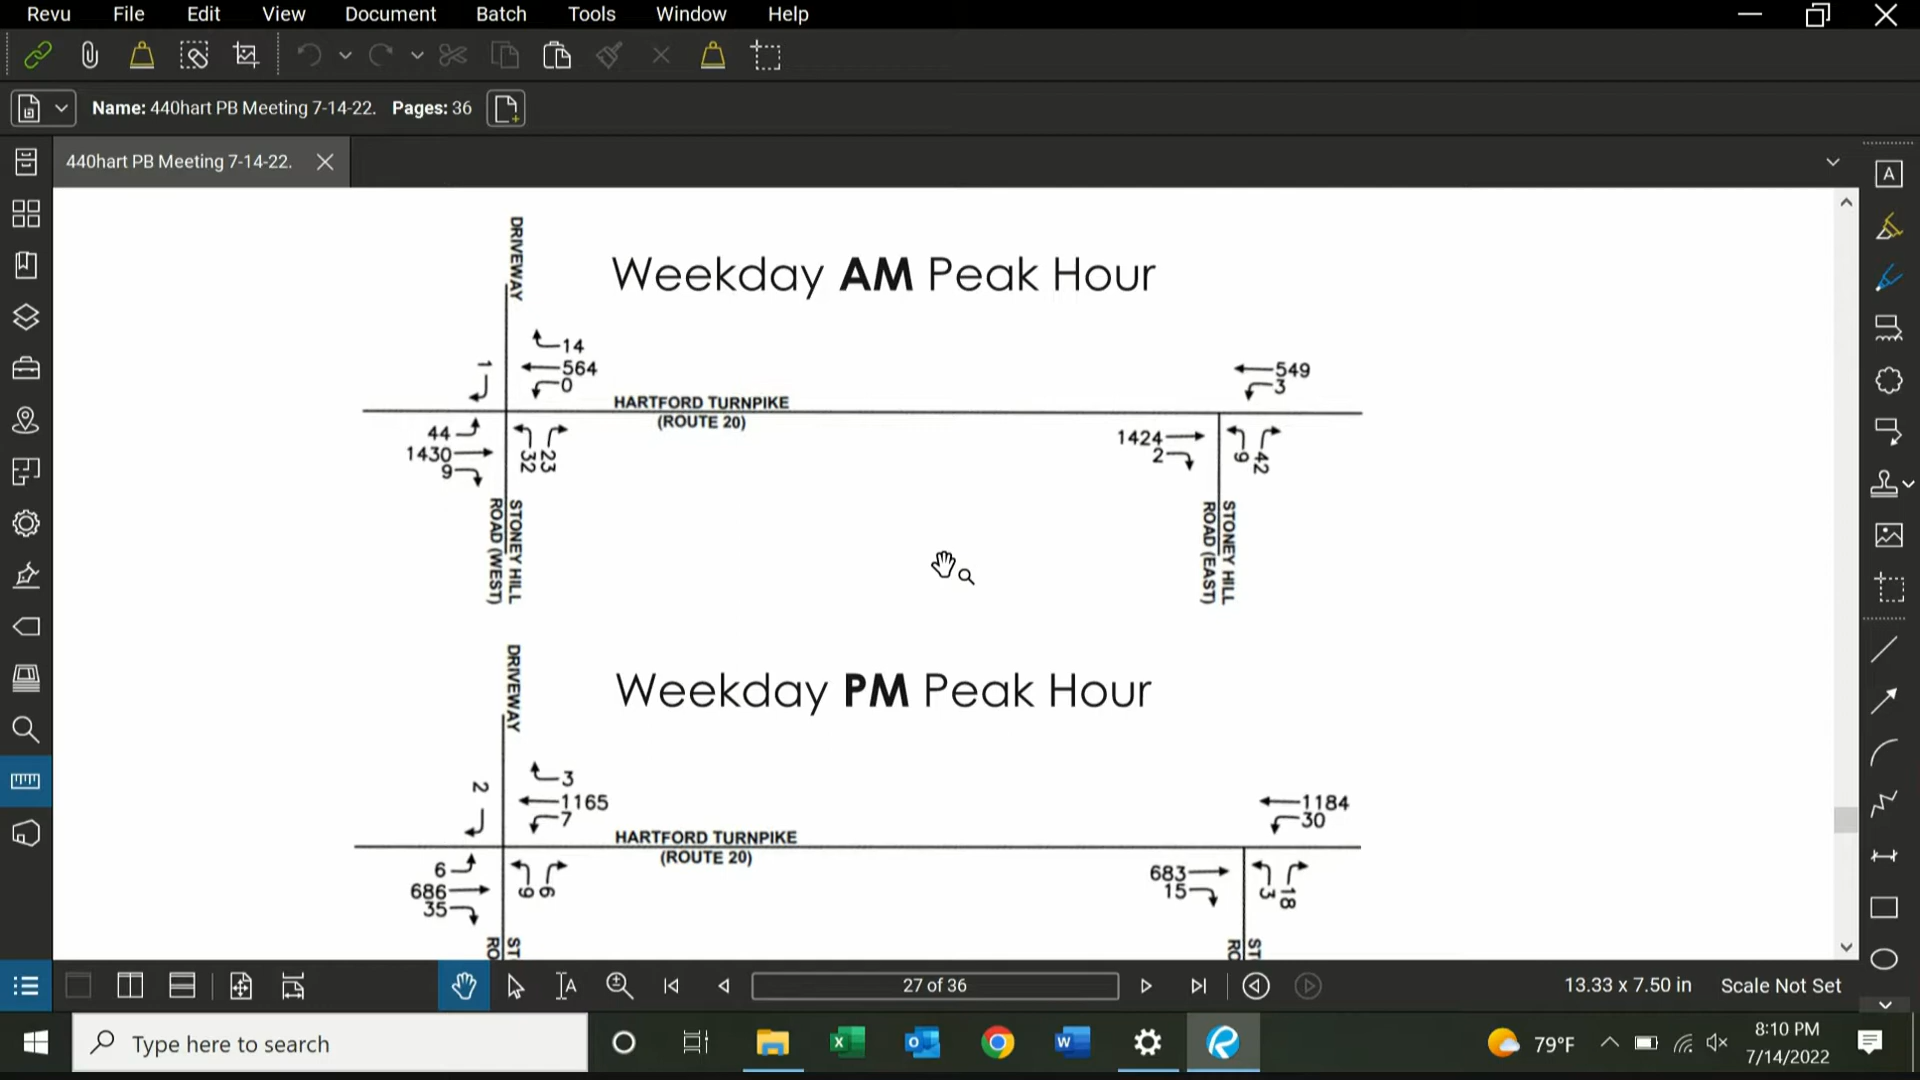 Revu File Edit View Document Batch Tools Window Help
Name: 440hart PB Meeting 7-14-22. Pages: 36
440hart PB Meeting 7-14-22.
Weekday AM Peak Hour
DRIVEWAY
14
564
0
1
549
3
HARTFORD TURNPIKE
(ROUTE 20)
44
1430
9
32
23
1424
2
9
42
STONEY HILL
ROAD (WEST)
STONEY HILL
ROAD (EAST)
Weekday PM Peak Hour
DRIVEWAY
3
1165
7
2
1184
30
HARTFORD TURNPIKE
(ROUTE 20)
6
686
35
9
6
683
15
3
18
ST
RO
ST
RO
27 of 36
13.33 x 7.50 in
Scale Not Set
Type here to search
79°F
8:10 PM
7/14/2022